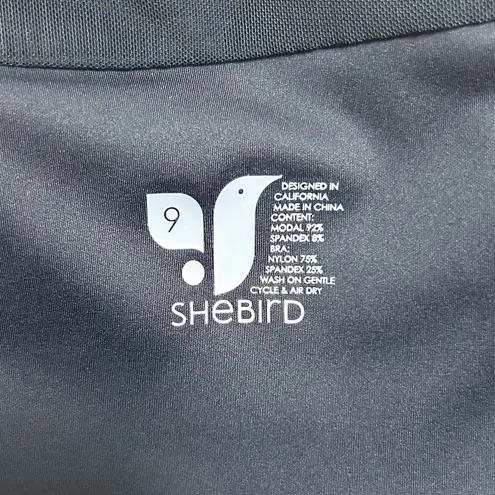 9
DESIGNED IN
CALIFORNIA
MADE IN CHINA
CONTENT:
MODAL 92%
SPANDEX 8%
BRA:
NYLON 75%
SPANDEX 25%
WASH ON GENTLE
CYCLE & AIR DRY
SHeBIrD